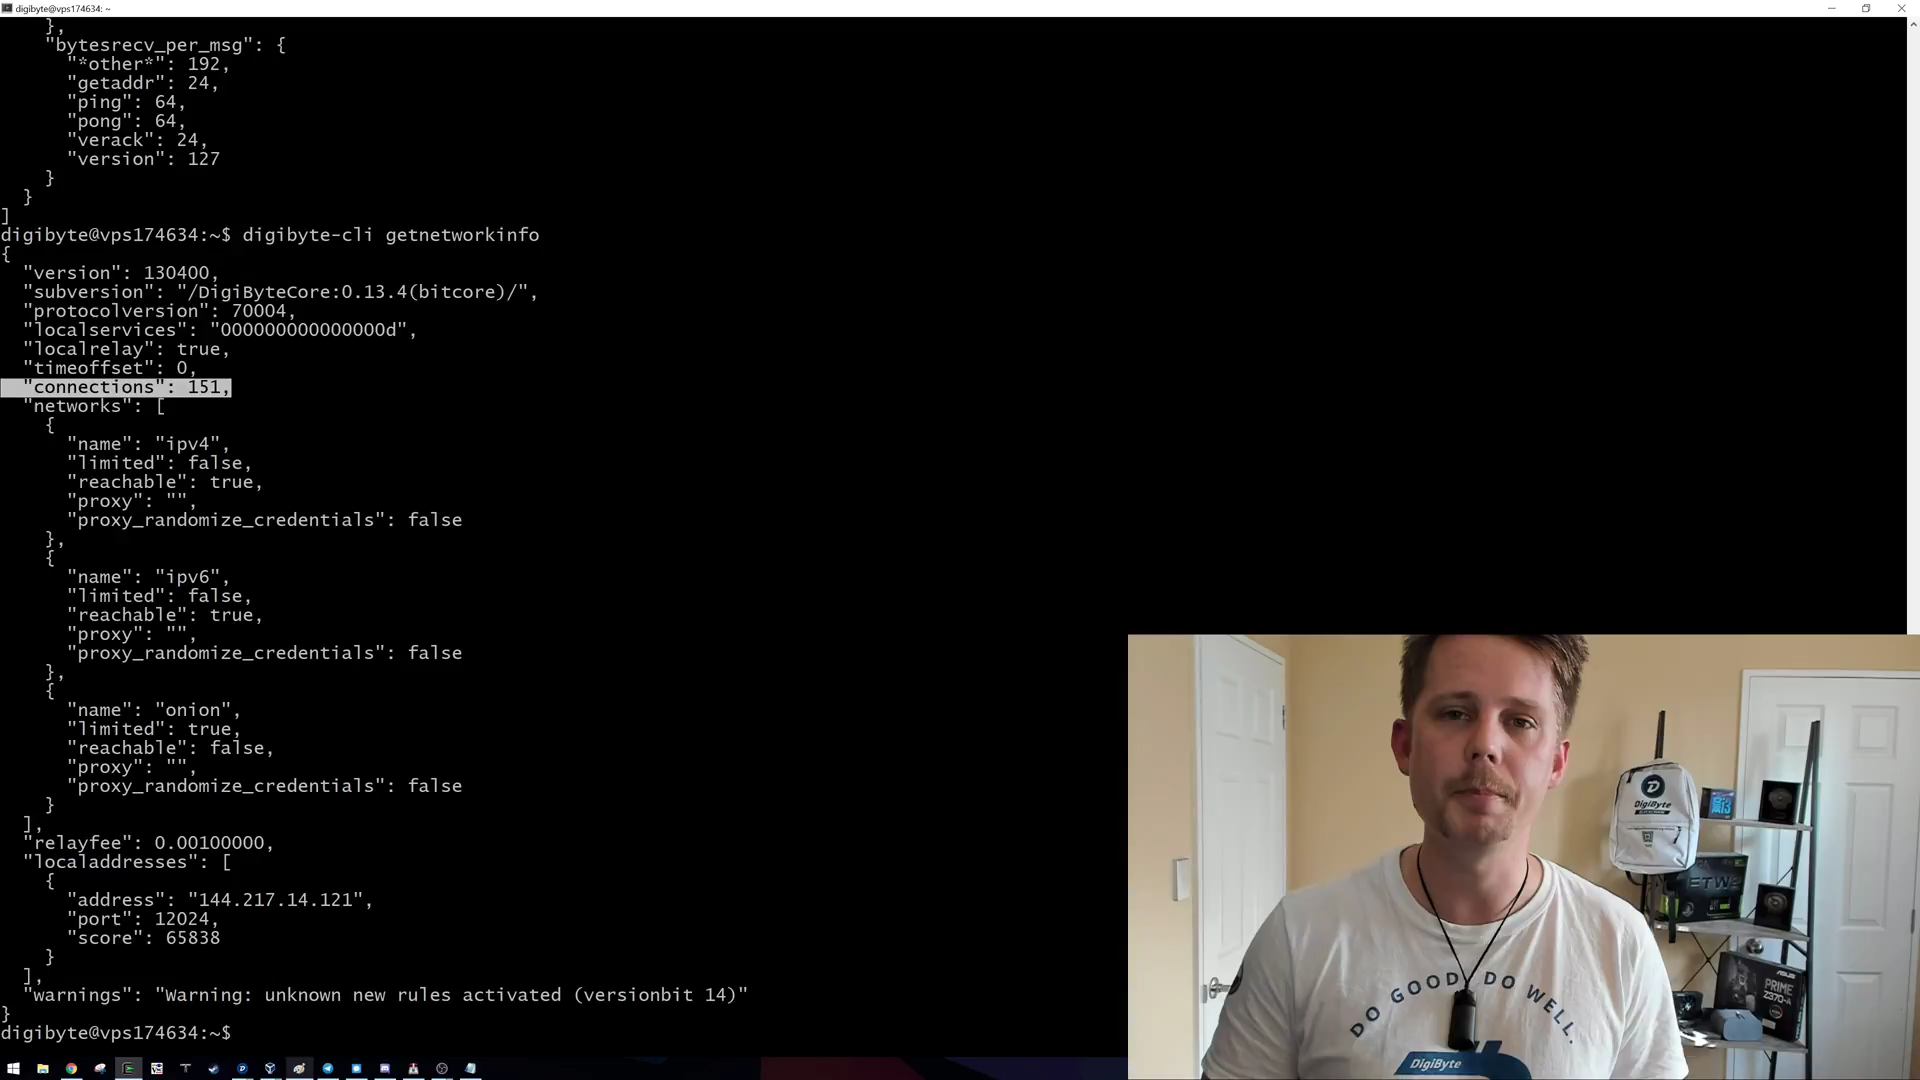 digibyte@vps174634: ~
},
"bytesrecv_per_msg": {
"*other*": 192,
"getaddr": 24,
"ping": 64,
"pong": 64,
"verack": 24,
"version": 127
}
}
]
digibyte@vps174634:~$ digibyte-cli getnetworkinfo
{
"version": 130400,
"subversion": "/DigiByteCore:0.13.4(bitcore)/",
"protocolversion": 70004,
"localservices": "000000000000000d",
"localrelay": true,
"timeoffset": 0,
"connections": 151,
"networks": [
{
"name": "ipv4",
"limited": false,
"reachable": true,
"proxy": "",
"proxy_randomize_credentials": false
},
{
"name": "ipv6",
"limited": false,
"reachable": true,
"proxy": "",
"proxy_randomize_credentials": false
},
{
"name": "onion",
"limited": true,
"reachable": false,
"proxy": "",
"proxy_randomize_credentials": false
}
],
"relayfee": 0.00100000,
"localaddresses": [
{
"address": "144.217.14.121",
"port": 12024,
"score": 65838
}
],
"warnings": "Warning: unknown new rules activated (versionbit 14)"
}
digibyte@vps174634:~$
DigiByte
ASUS
PRIME
Z370-A
DO GOOD. DO WELL.
DigiByte